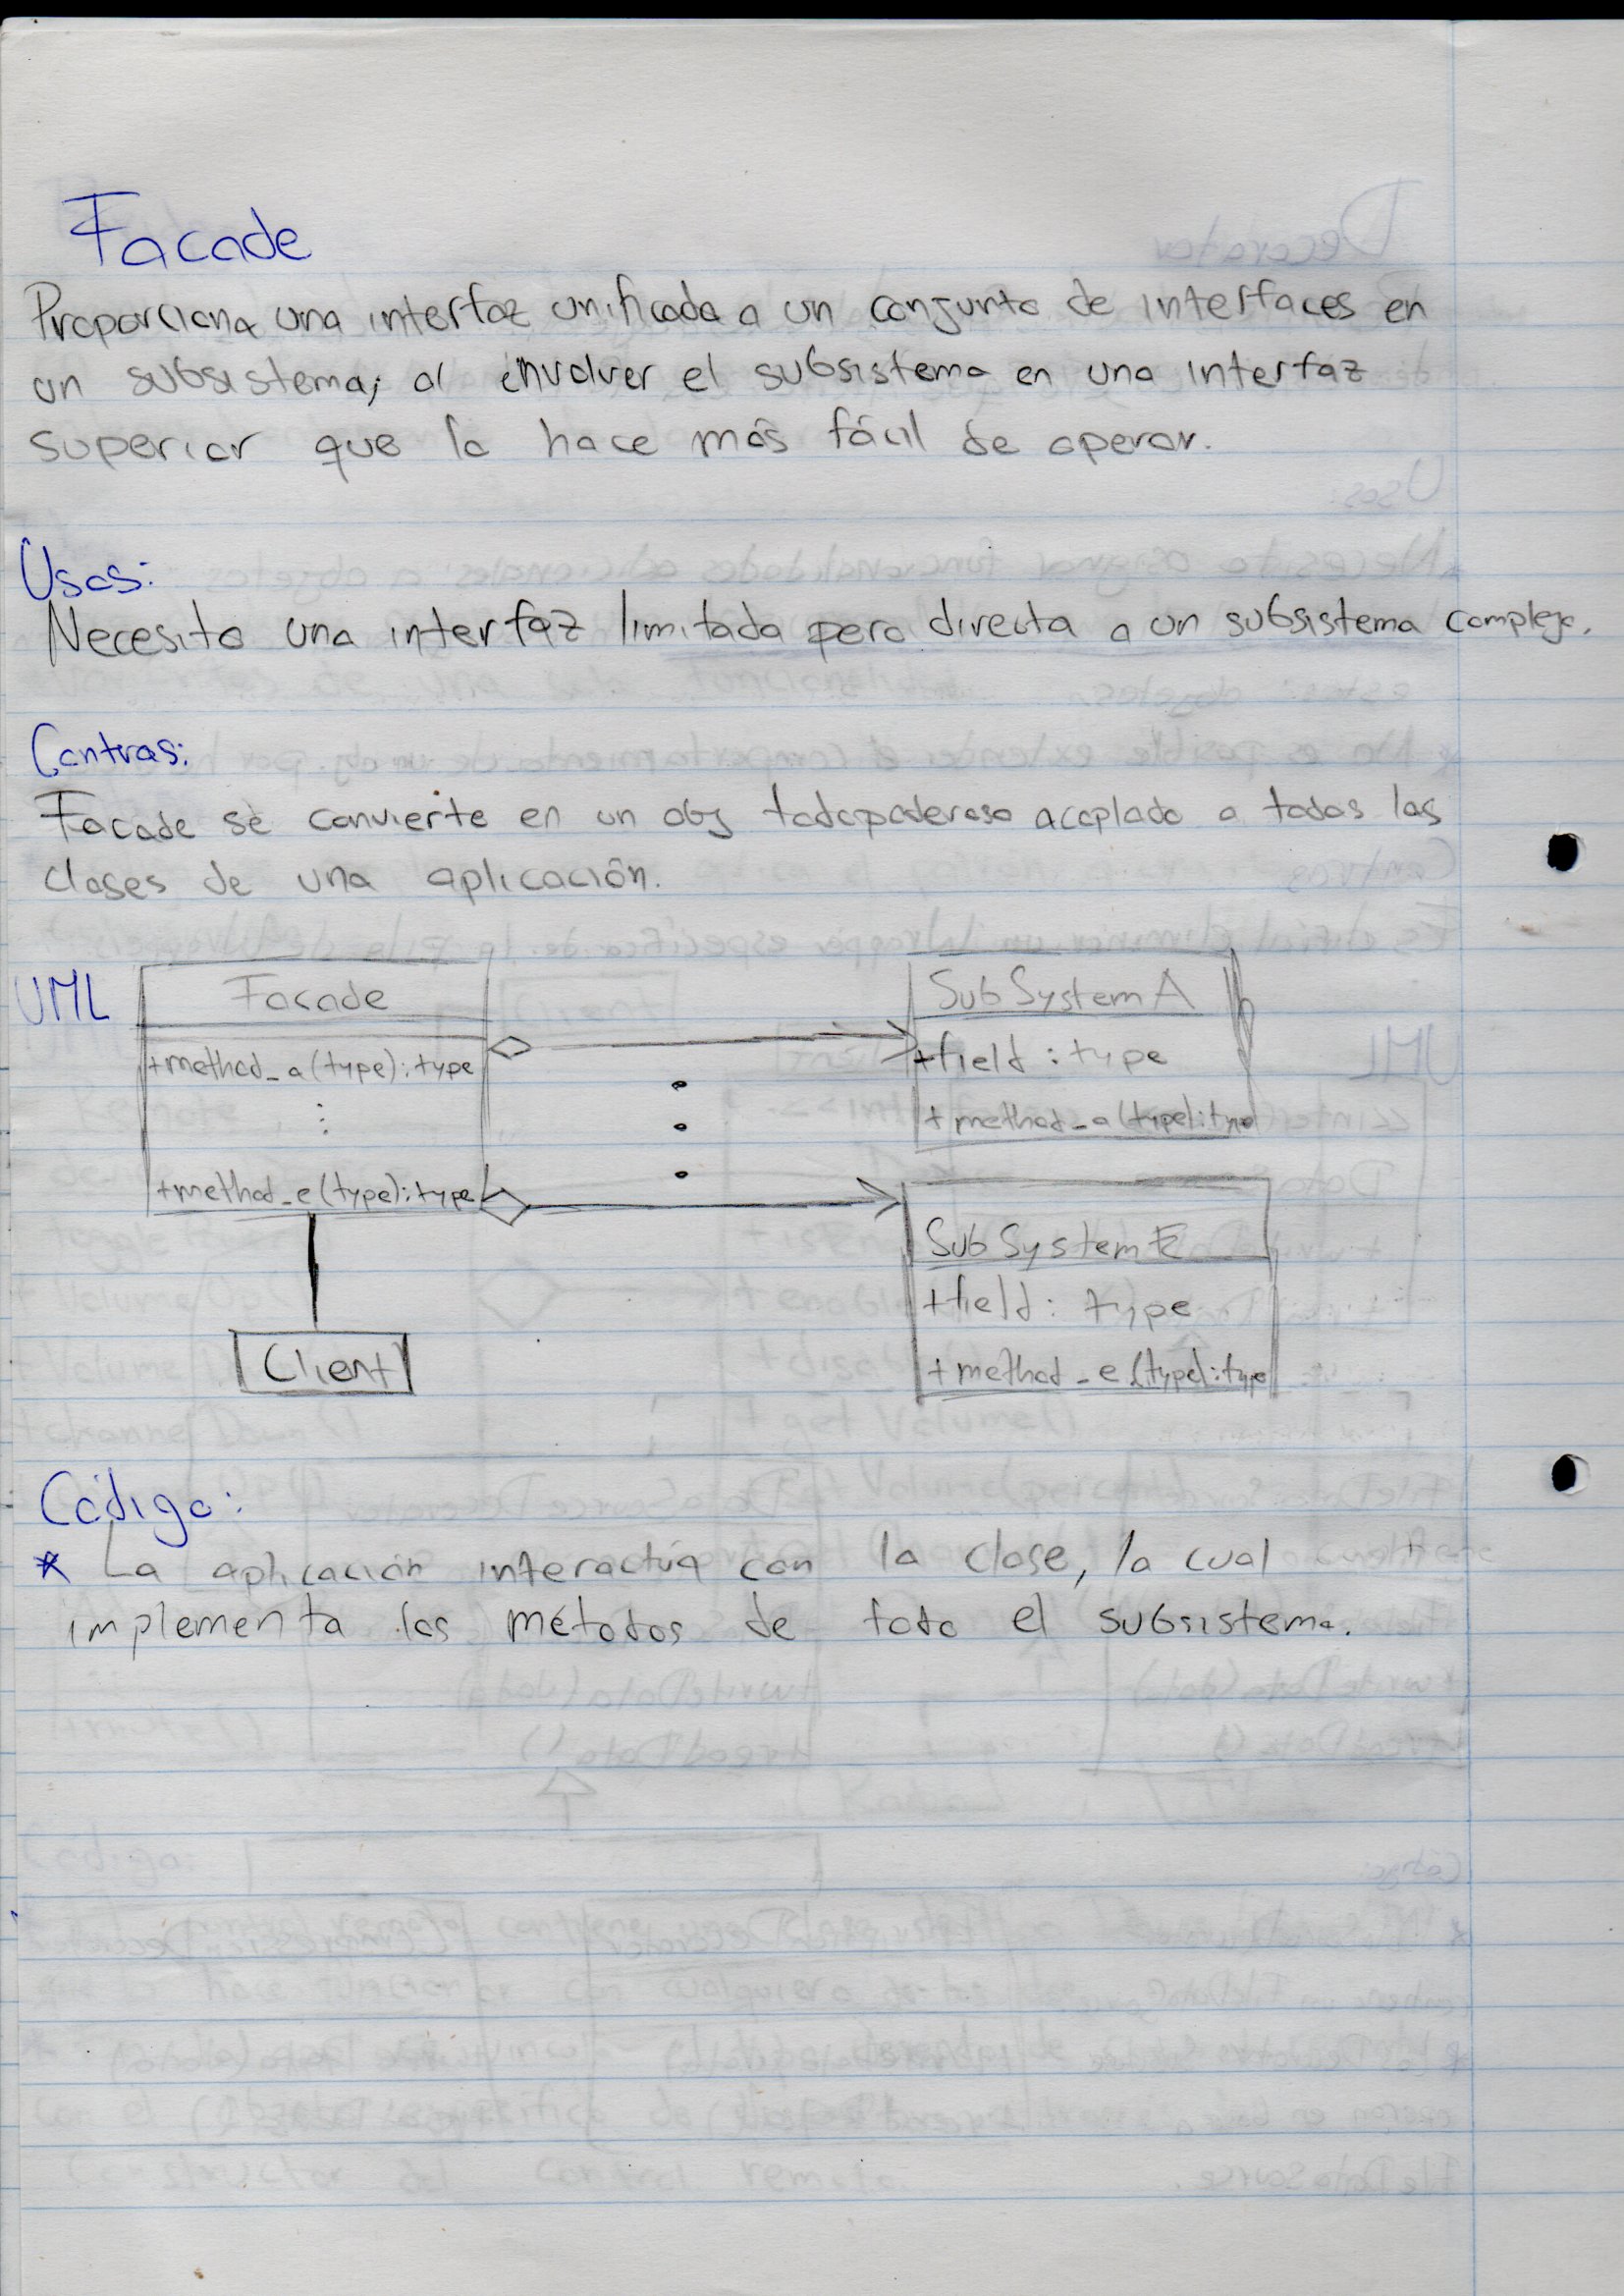 Facade
Proporciona una interfaz unificada a un conjunto de interfaces en
un subsistema; al envolver el subsistema en una interfaz
superior que la hace más fácil de operar.
Usos:
Necesito una interfaz limitada pero directa a un subsistema complejo.
Contras:
Facade se convierte en un obj todopoderoso acoplado a todas las
clases de una aplicación.
UML
Facade
+method_a(type):type
⋮
+method_e(type):type
SubSystemA
+field : type
+ method_a(type):type
SubSystemE
+field : type
+ method_e(type):type
Client
Código:
* La aplicación interactúa con la clase, la cual
implementa los métodos de todo el subsistema.